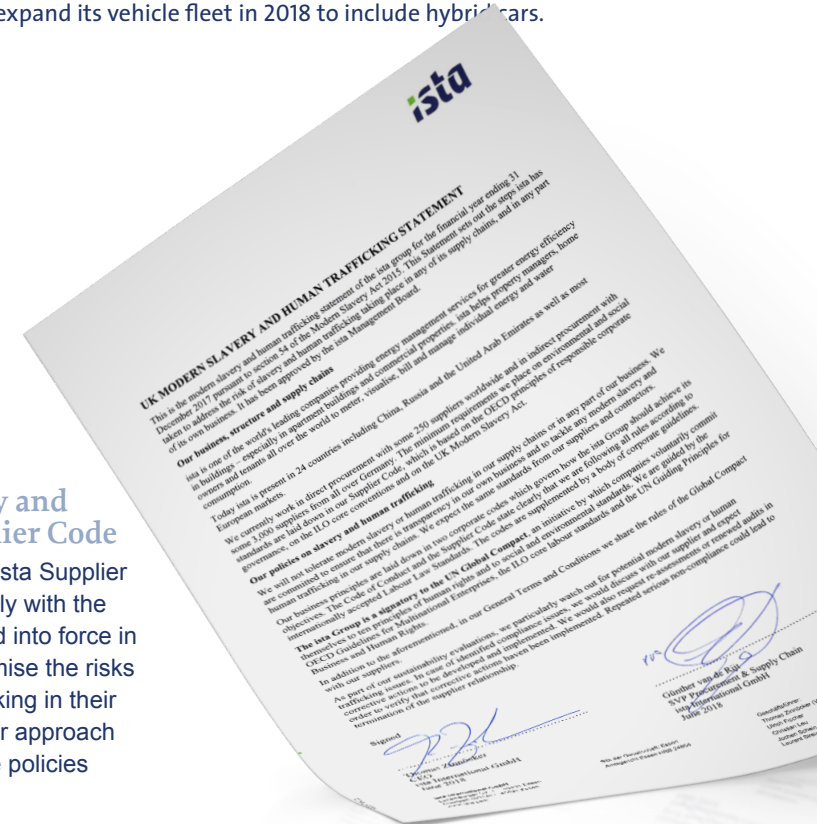 expand its vehicle fleet in 2018 to include hybrid cars.
ista
UK MODERN SLAVERY AND HUMAN TRAFFICKING STATEMENT
This is the modern slavery and human trafficking statement of the ista group for the financial year ending 31
December 2017 pursuant to section 54 of the Modern Slavery Act 2015. This Statement sets out the steps ista has
taken to address the risk of slavery and human trafficking taking place in any of its supply chains, and in any part
of its own business. It has been approved by the ista Management Board.
Our business, structure and supply chains
ista is one of the world's leading companies providing energy management services for greater energy efficiency
in buildings - especially in apartment buildings and commercial properties. ista helps property managers, home
owners and tenants all over the world to meter, visualise, bill and manage individual energy and water
consumption.
Today ista is present in 24 countries including China, Russia and the United Arab Emirates as well as most
European markets.
We currently work in direct procurement with some 250 suppliers worldwide and in indirect procurement with
some 3,000 suppliers from all over Germany. The minimum requirements we place on environmental and social
standards are laid down in our Supplier Code, which is based on the OECD principles of responsible corporate
governance, on the ILO core conventions and on the UK Modern Slavery Act.
Our policies on slavery and human trafficking
We will not tolerate modern slavery or human trafficking in our supply chains or in any part of our business. We
are committed to ensure that there is transparency in our own business and to tackle any modern slavery and
human trafficking in our supply chains. We expect the same standards from our suppliers and contractors.
Our business principles are laid down in two corporate codes which govern how the ista Group should achieve its
objectives. The Code of Conduct and the Supplier Code state clearly that we are following all rules according to
internationally accepted Labour Law Standards. The codes are supplemented by a body of corporate guidelines.
The ista Group is a signatory to the UN Global Compact, an initiative by which companies voluntarily commit
themselves to ten principles of human rights and to social and environmental standards. We are guided by the
OECD Guidelines for Multinational Enterprises, the ILO core labour standards and the UN Guiding Principles for
Business and Human Rights.
In addition to the aforementioned, in our General Terms and Conditions we share the rules of the Global Compact
with our suppliers.
As part of our sustainability evaluations, we particularly watch out for potential modern slavery or human
trafficking issues. In case of identified compliance issues, we would discuss with our supplier and expect
corrective actions to be developed and implemented. We would also request re-assessments or renewed audits in
order to verify that corrective actions haven been implemented. Repeated serious non-compliance could lead to
termination of the supplier relationship.
Signed
Thomas Zinnöcker
CEO
ista International GmbH
June 2018
Günther van de Rijt
SVP Procurement & Supply Chain
ista International GmbH
June 2018
y and
lier Code
ista Supplier
ly with the
d into force in
mise the risks
king in their
r approach
e policies